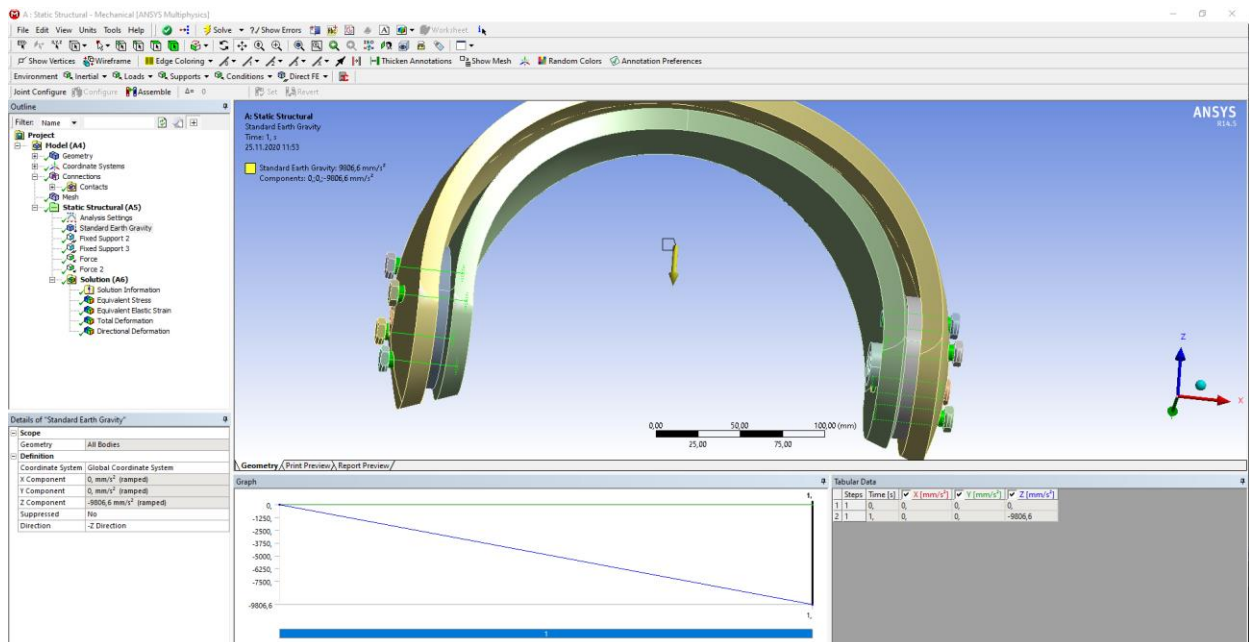 A : Static Structural - Mechanical [ANSYS Multiphysics]
File Edit View Units Tools Help Solve ?/Show Errors Worksheet
Show Vertices Wireframe Edge Coloring Thicken Annotations Show Mesh Random Colors Annotation Preferences
Environment Inertial Loads Supports Conditions Direct FE
Joint Configure Configure Assemble Δ= 0 Set Revert
Outline
Filter: Name
Project
Model (A4)
Geometry
Coordinate Systems
Connections
Contacts
Mesh
Static Structural (A5)
Analysis Settings
Standard Earth Gravity
Fixed Support 2
Fixed Support 3
Force
Force 2
Solution (A6)
Solution Information
Equivalent Stress
Equivalent Elastic Strain
Total Deformation
Directional Deformation
A: Static Structural
Standard Earth Gravity
Time: 1, s
25.11.2020 11:53
Standard Earth Gravity: 9806,6 mm/s²
Components: 0,;0,;-9806,6 mm/s²
ANSYS
R14.5
Z
X
0,00 50,00 100,00 (mm)
25,00 75,00
Geometry Print Preview Report Preview
Details of "Standard Earth Gravity"
Scope
Geometry All Bodies
Definition
Coordinate System Global Coordinate System
X Component 0, mm/s² (ramped)
Y Component 0, mm/s² (ramped)
Z Component -9806,6 mm/s² (ramped)
Suppressed No
Direction -Z Direction
Graph
1,
0,
-1250,
-2500,
-3750,
-5000,
-6250,
-7500,
-9806,6
1,
1
Tabular Data
Steps Time [s] X [mm/s²] Y [mm/s²] Z [mm/s²]
1 1 0, 0, 0, 0,
2 1 1, 0, 0, -9806,6